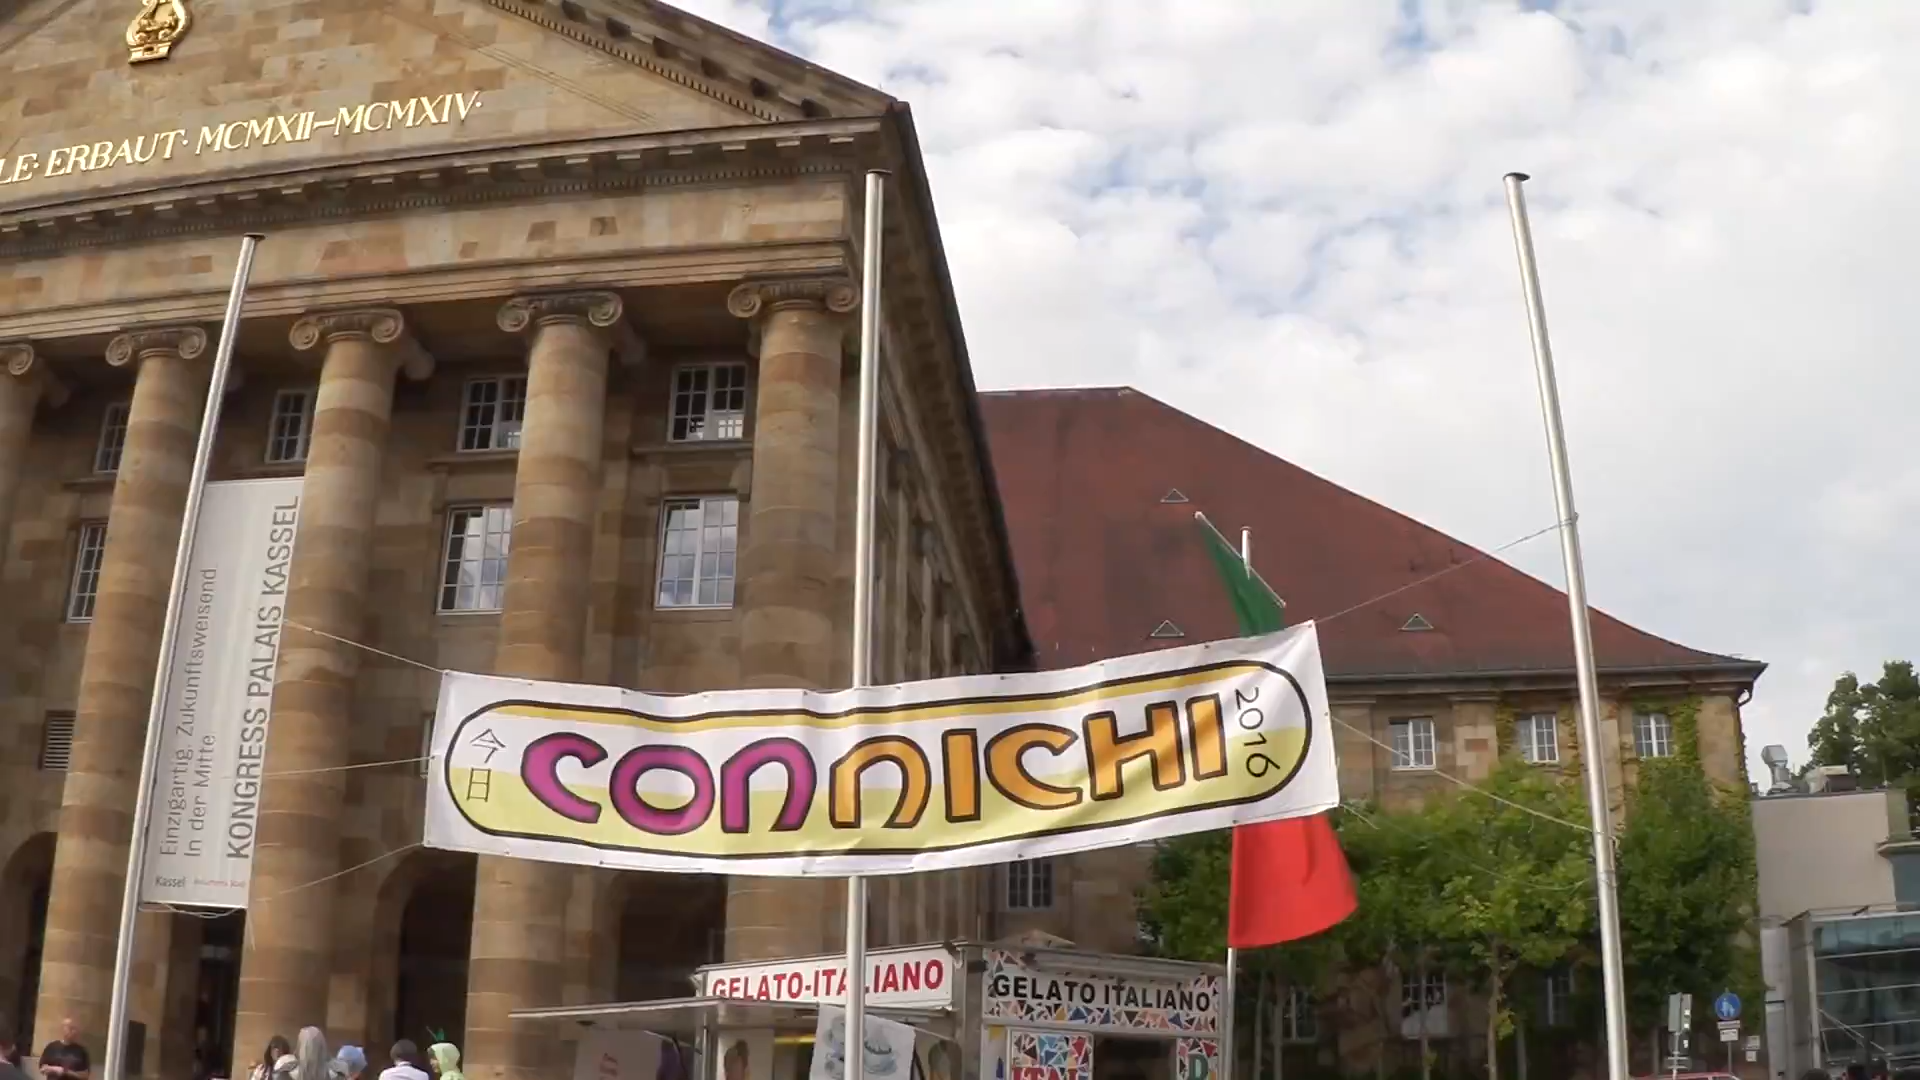 LE· ERBAUT· MCMXII–MCMXIV·
Einzigartig. Zukunftsweisend
In der Mitte
KONGRESS PALAIS KASSEL
Kassel
今日
CONNICHI
2016
GELATO-ITALIANO
GELATO ITALIANO